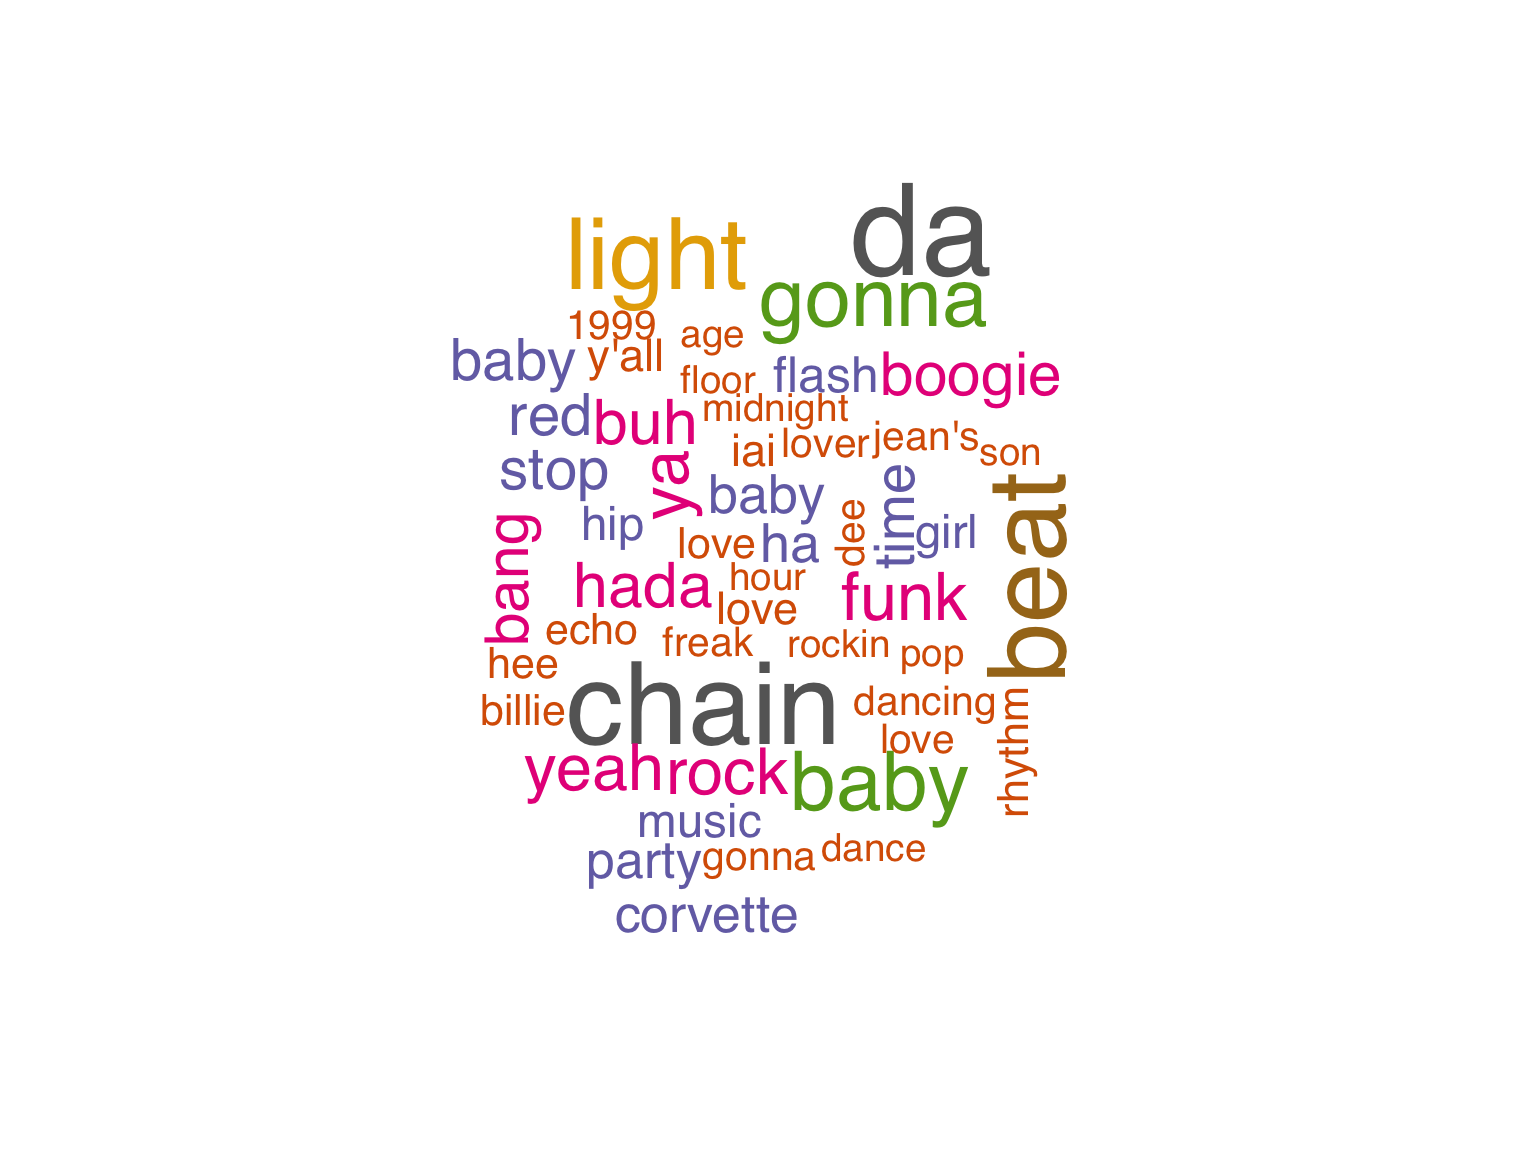 da
light
gonna
1999
age
baby
y'all
floor
flash
boogie
midnight
red
buh
iai
lover
jean's
son
stop
ya
baby
time
beat
hip
dee
girl
bang
love
ha
hada
hour
funk
love
echo
freak
rockin
pop
hee
billie
chain
dancing
love
rhythm
yeah
rock
baby
music
party
gonna
dance
corvette